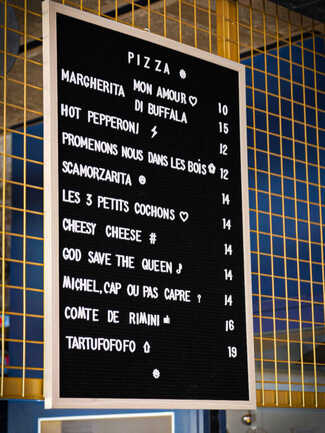 PIZZA
MARGHERITA MON AMOUR ♡ 10
DI BUFFALA 15
HOT PEPPERONI ⚡ 12
PROMENONS NOUS DANS LES BOIS 12
SCAMORZARITA 14
LES 3 PETITS COCHONS ♡ 14
CHEESY CHEESE # 14
GOD SAVE THE QUEEN ♪ 14
MICHEL, CAP OU PAS CAPRE ? 14
COMTE DE RIMINI 16
TARTUFOFOFO 19